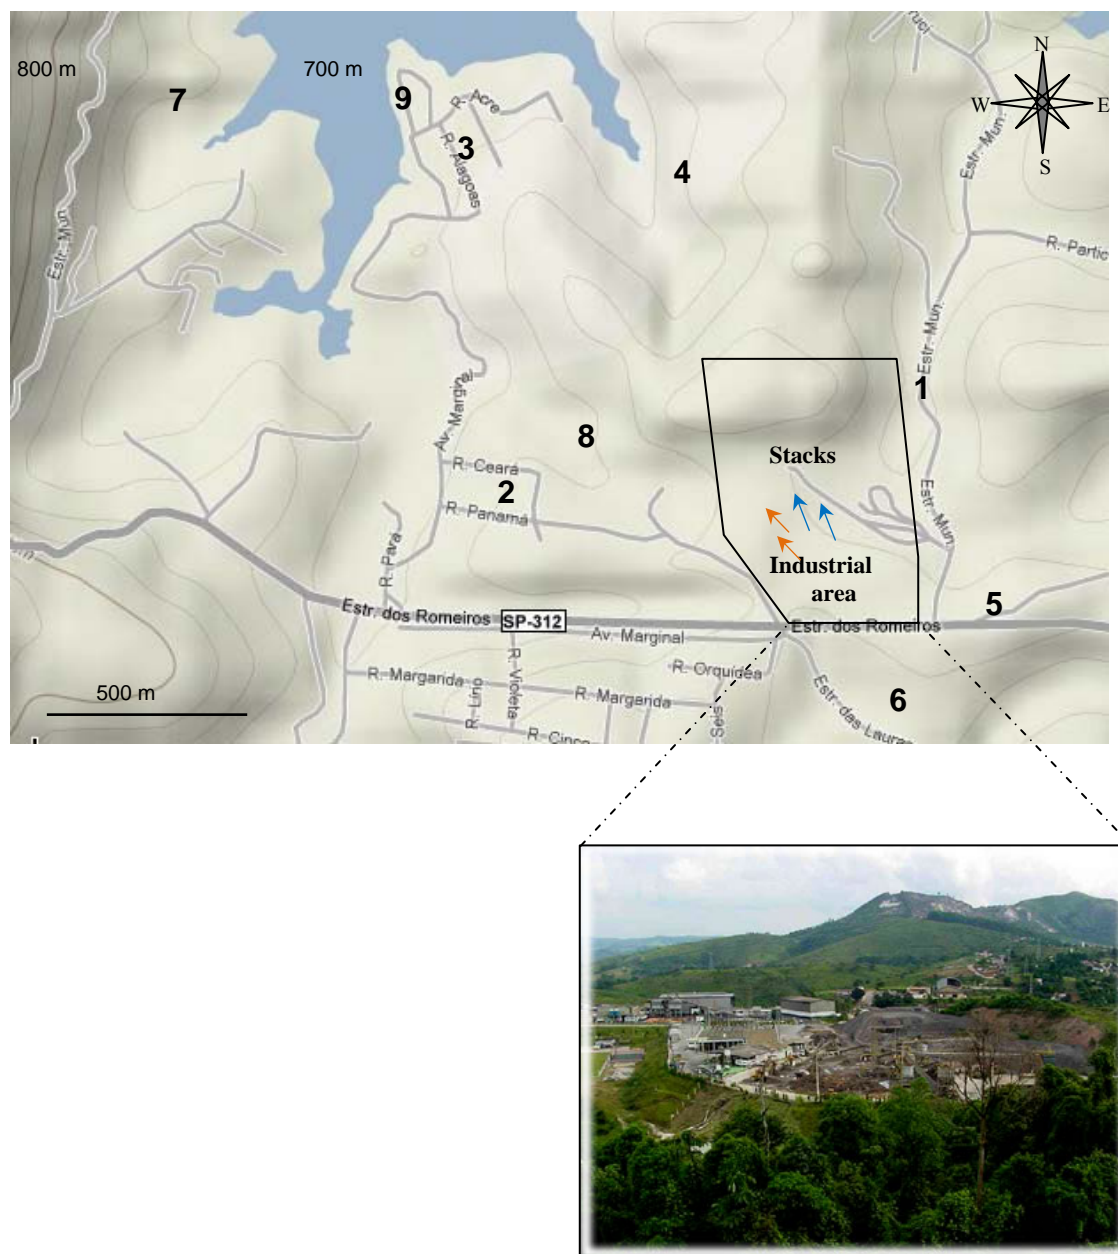 800 m
700 m
7
9
R. Acre
3
R. Alagoas
4
Estr. Mun.
N
W E
S
Estr. Mun
R. Partic
Estr. Mun.
1
Av. Marginal
8
R. Ceará
2
R. Panamá
Stacks
Estr. Mun.
R. Pará
Industrial
area
5
Estr. dos Romeiros
SP-312
Av. Marginal
Estr. dos Romeiros
R. Orquídea
R. Margarida
R. Lino
R. Violeta
R. Margarida
Estr. das Lauras
6
500 m
R. Cinco